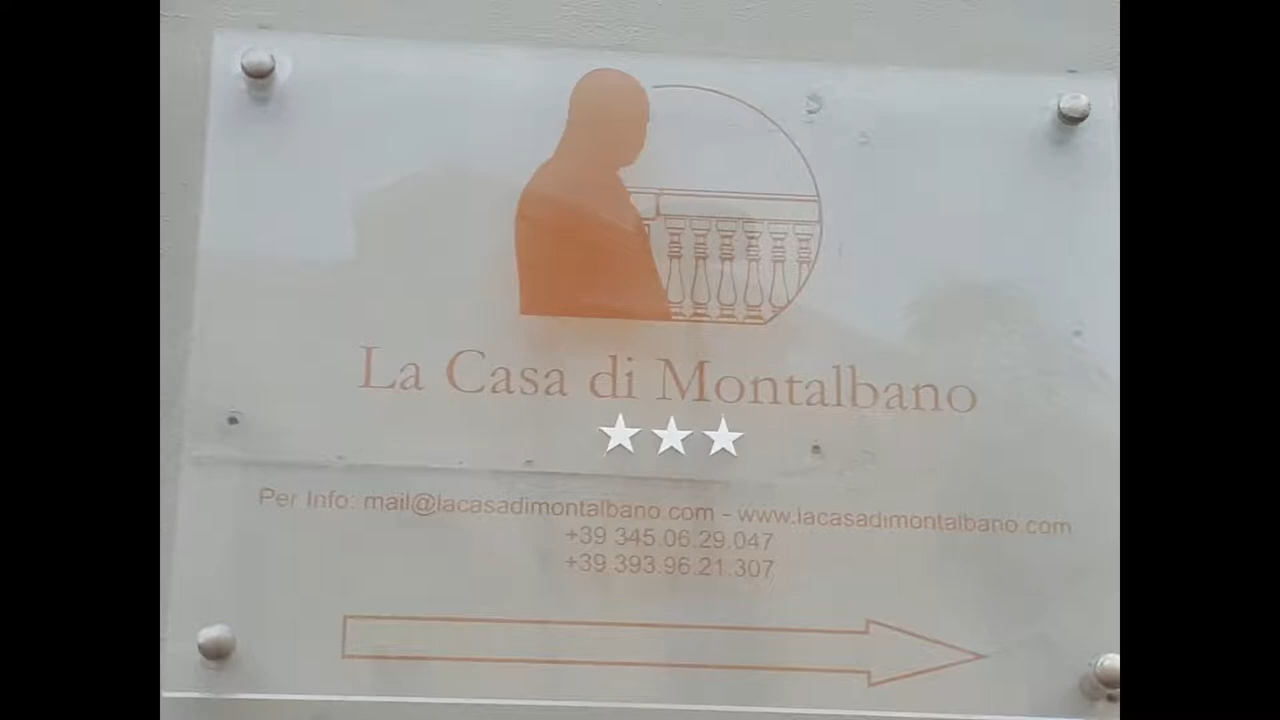 La Casa di Montalbano
Per Info: mail@lacasadimontalbano.com - www.lacasadimontalbano.com
+39 345.06.29.047
+39 393.96.21.307